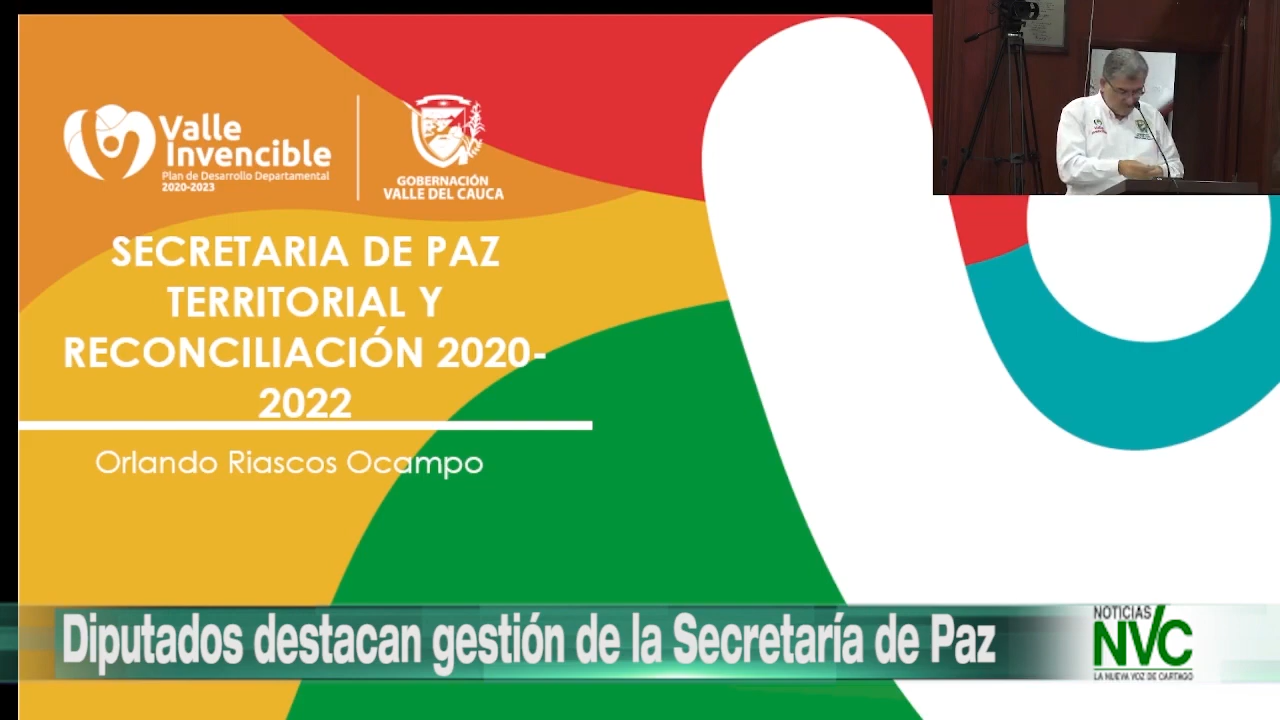 Valle
Invencible
Plan de Desarrollo Departamental
2020-2023
GOBERNACIÓN
VALLE DEL CAUCA
SECRETARIA DE PAZ
TERRITORIAL Y
RECONCILIACIÓN 2020-
2022
Orlando Riascos Ocampo
Diputados destacan gestión de la Secretaría de Paz
NOTICIAS
NVC
LA NUEVA VOZ DE CARTAGO